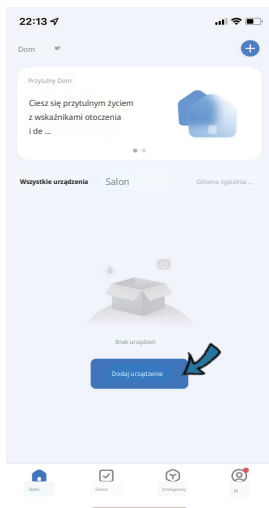 22:13
Dom
Przytulny Dom
Ciesz się przytulnym życiem
z wskaźnikami otoczenia
i de ...
Wszystkie urządzenia Salon Główna sypialnia ...
Brak urządzeń
Dodaj urządzenie
Dom Scena Inteligentny Ja